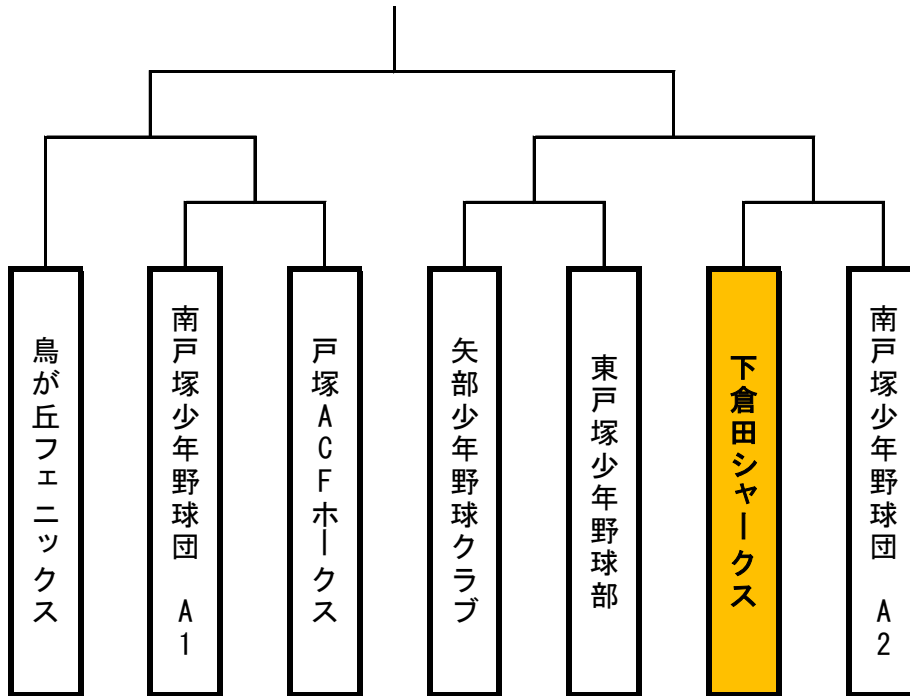 鳥が丘フェニックス
南戸塚少年野球団 A1
戸塚ACFホークス
矢部少年野球クラブ
東戸塚少年野球部
下倉田シャークス
南戸塚少年野球団 A2